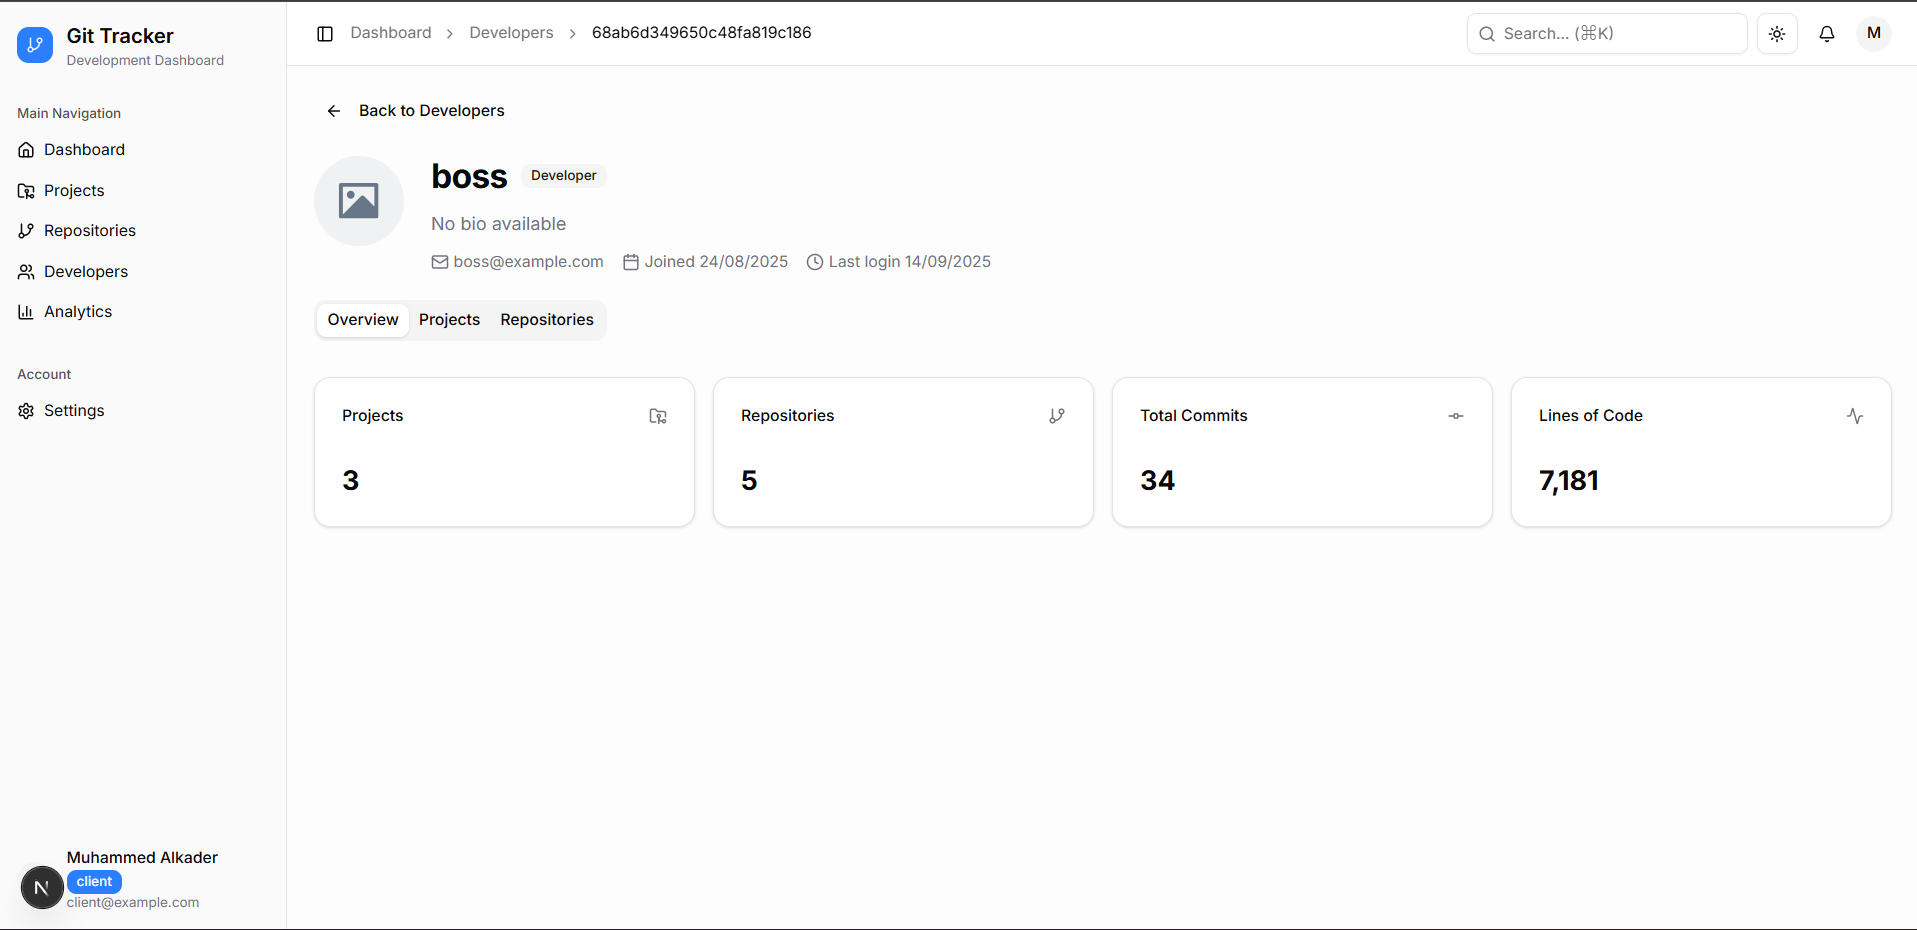 Git Tracker
Development Dashboard
Main Navigation
Dashboard
Projects
Repositories
Developers
Analytics
Account
Settings
Muhammed Alkader
N
client
client@example.com
Dashboard > Developers > 68ab6d349650c48fa819c186
Search... (⌘K)
M
Back to Developers
boss Developer
No bio available
boss@example.com Joined 24/08/2025 Last login 14/09/2025
Overview Projects Repositories
Projects
3
Repositories
5
Total Commits
34
Lines of Code
7,181